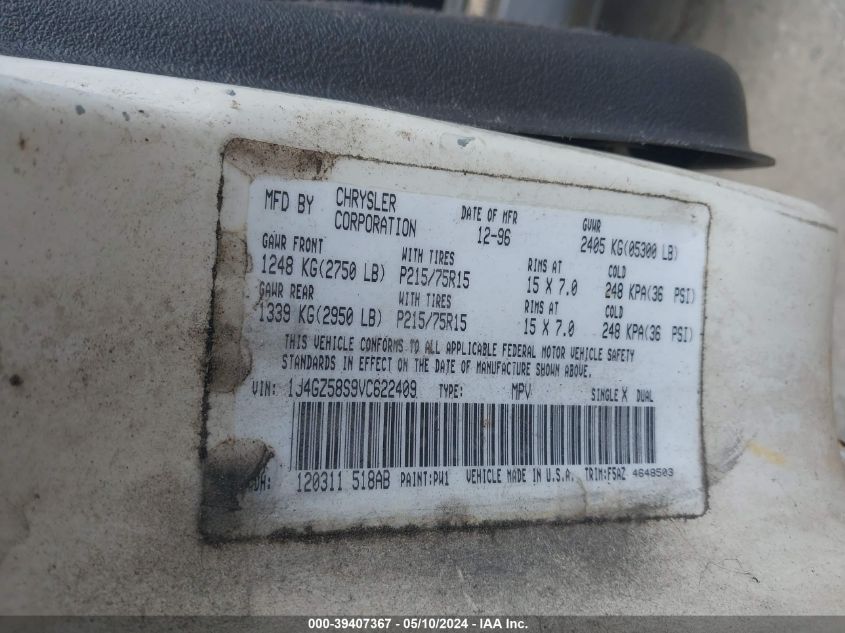 MFD BY CHRYSLER CORPORATION DATE OF MFR 12-96 GVWR 2405 KG(05300 LB)
GAWR FRONT WITH TIRES RIMS AT COLD
1248 KG(2750 LB) P215/75R15 15 X 7.0 248 KPA(36 PSI)
GAWR REAR WITH TIRES RIMS AT COLD
1339 KG(2950 LB) P215/75R15 15 X 7.0 248 KPA(36 PSI)
THIS VEHICLE CONFORMS TO ALL APPLICABLE FEDERAL MOTOR VEHICLE SAFETY
STANDARDS IN EFFECT ON THE DATE OF MANUFACTURE SHOWN ABOVE.
VIN: 1J4GZ58S9VC622409 TYPE: MPV SINGLE X DUAL
120311 518AB PAINT:PW1 VEHICLE MADE IN U.S.A. TRIM:FSAZ 4648503
000-39407367 - 05/10/2024 - IAAI Inc.